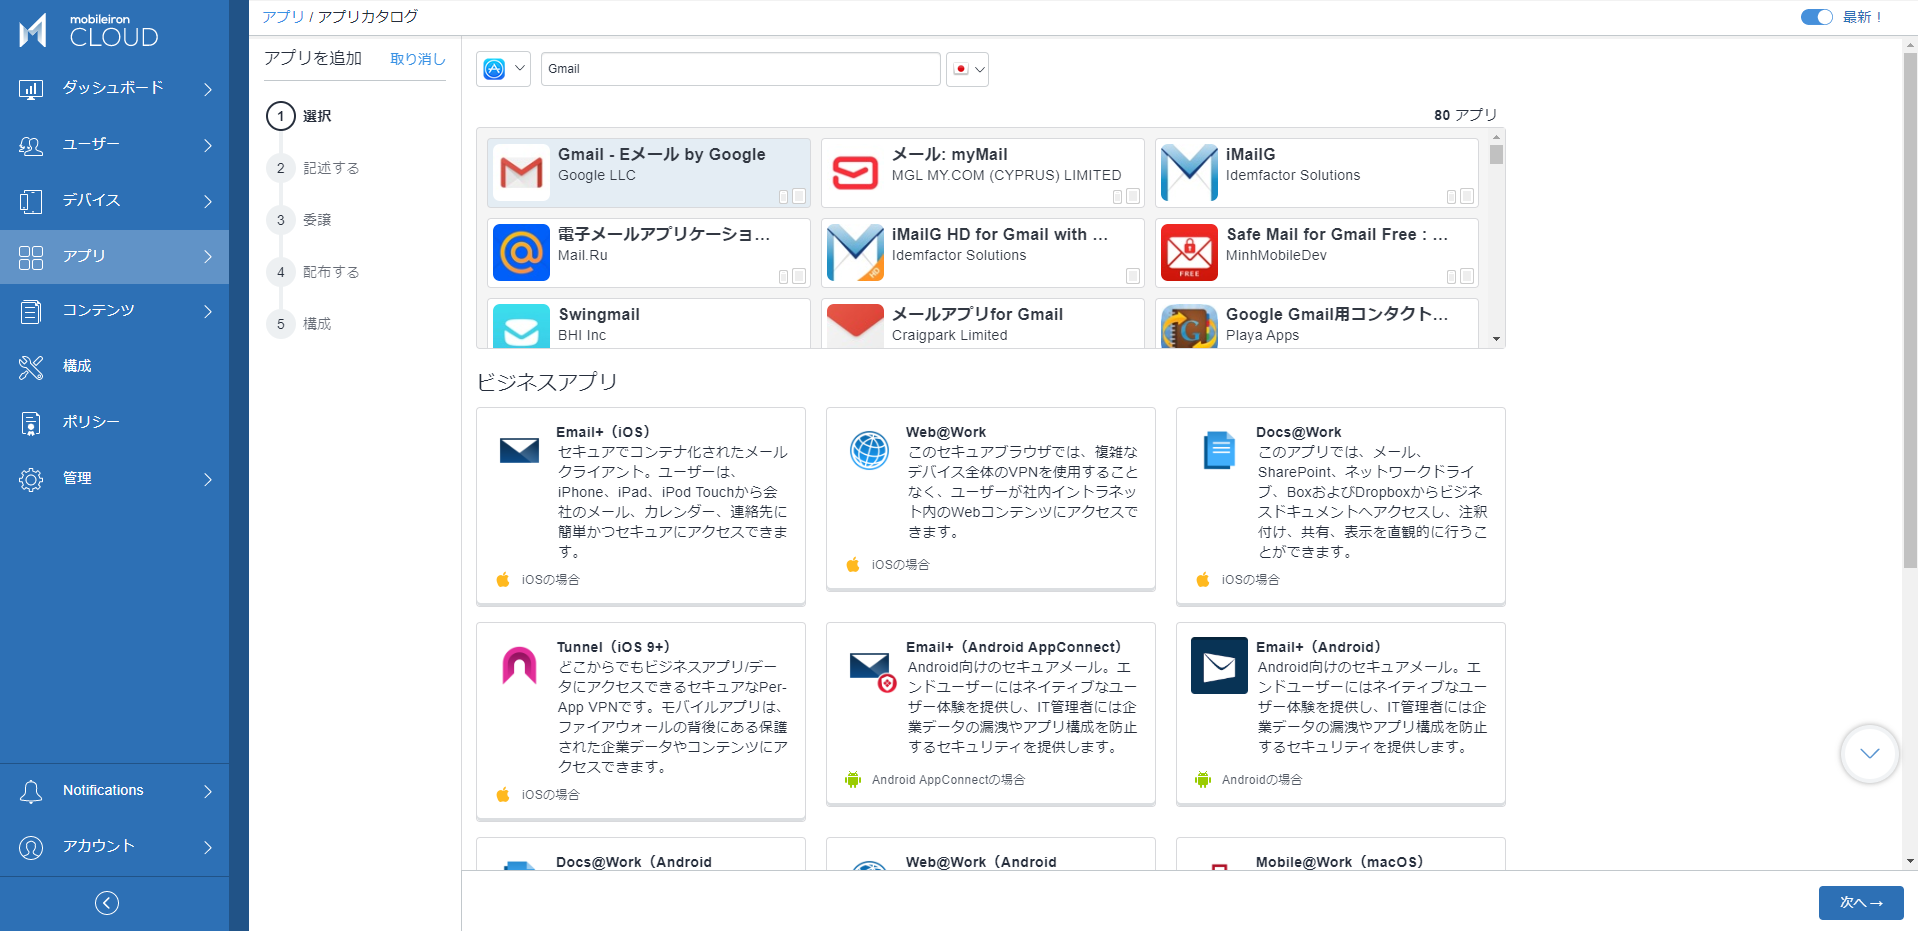 mobileiron
CLOUD
ダッシュボード
ユーザー
デバイス
アプリ
コンテンツ
構成
ポリシー
管理
Notifications
アカウント
アプリ / アプリカタログ
最新！
アプリを追加 取り消し
1 選択
2 記述する
3 委譲
4 配布する
5 構成
Gmail
80 アプリ
Gmail - Eメール by Google
Google LLC
メール: myMail
MGL MY.COM (CYPRUS) LIMITED
iMailG
Idemfactor Solutions
電子メールアプリケーショ...
Mail.Ru
iMailG HD for Gmail with ...
Idemfactor Solutions
HD
Safe Mail for Gmail Free : ...
MinhMobileDev
FREE
Swingmail
BHI Inc
メールアプリfor Gmail
Craigpark Limited
Google Gmail用コンタクト...
Playa Apps
ビジネスアプリ
Email+（iOS）
セキュアでコンテナ化されたメール
クライアント。ユーザーは、
iPhone、iPad、iPod Touchから会
社のメール、カレンダー、連絡先に
簡単かつセキュアにアクセスできま
す。
iOSの場合
Web@Work
このセキュアブラウザでは、複雑な
デバイス全体のVPNを使用すること
なく、ユーザーが社内イントラネッ
ト内のWebコンテンツにアクセスで
きます。
iOSの場合
Docs@Work
このアプリでは、メール、
SharePoint、ネットワークドライ
ブ、BoxおよびDropboxからビジネ
スドキュメントへアクセスし、注釈
付け、共有、表示を直観的に行うこ
とができます。
iOSの場合
Tunnel（iOS 9+）
どこからでもビジネスアプリ/デー
タにアクセスできるセキュアなPer-
App VPNです。モバイルアプリは、
ファイアウォールの背後にある保護
された企業データやコンテンツにア
クセスできます。
iOSの場合
Email+（Android AppConnect）
Android向けのセキュアメール。エ
ンドユーザーにはネイティブなユー
ザー体験を提供し、IT管理者には企
業データの漏洩やアプリ構成を防止
するセキュリティを提供します。
Android AppConnectの場合
Email+（Android）
Android向けのセキュアメール。エ
ンドユーザーにはネイティブなユー
ザー体験を提供し、IT管理者には企
業データの漏洩やアプリ構成を防止
するセキュリティを提供します。
Androidの場合
Docs@Work（Android
Web@Work（Android
Mobile@Work（macOS）
次へ→